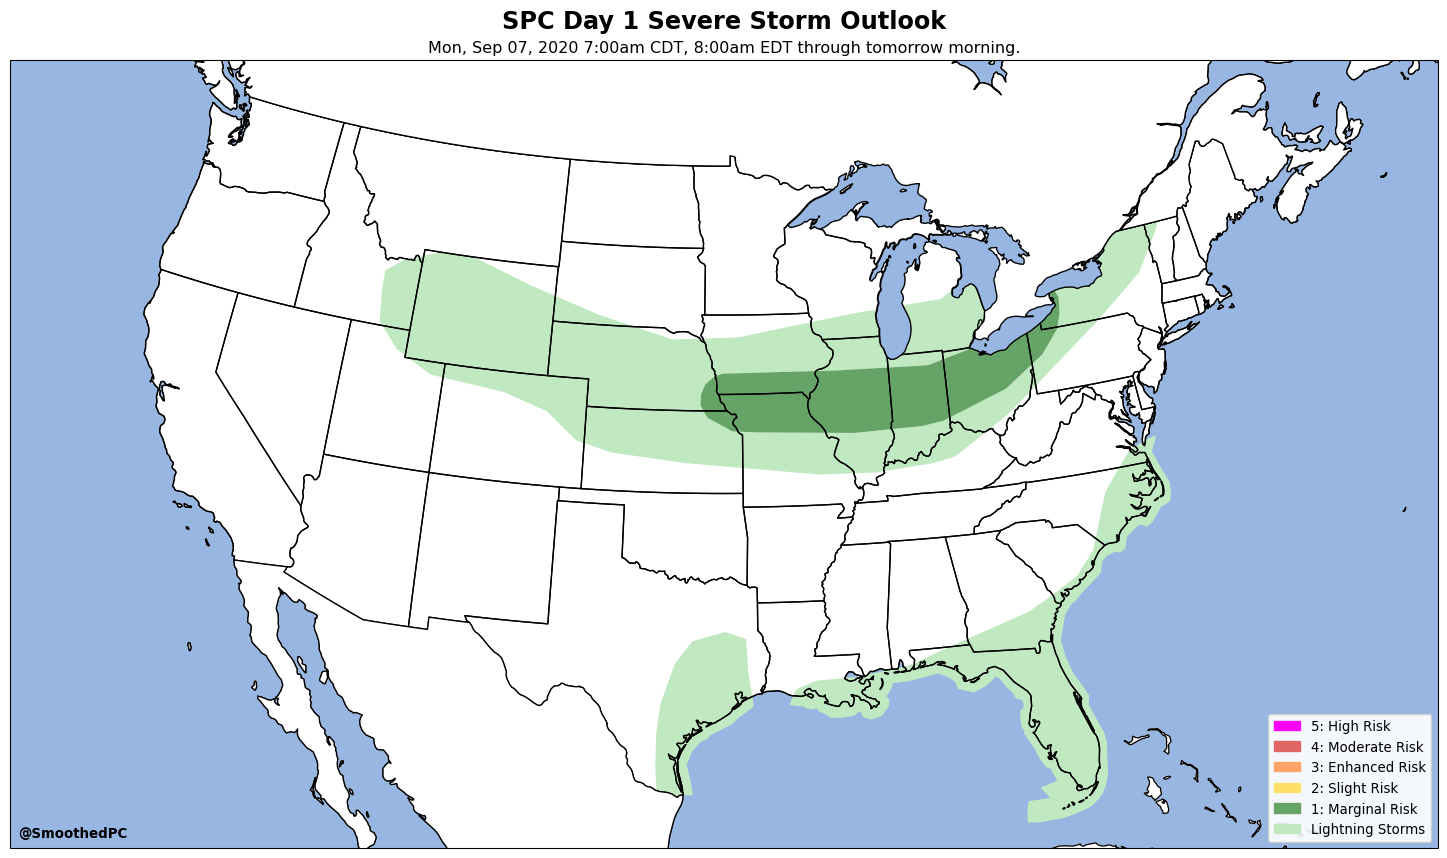 SPC Day 1 Severe Storm Outlook
Mon, Sep 07, 2020 7:00am CDT, 8:00am EDT through tomorrow morning.
5: High Risk
4: Moderate Risk
3: Enhanced Risk
2: Slight Risk
1: Marginal Risk
Lightning Storms
@SmoothedPC